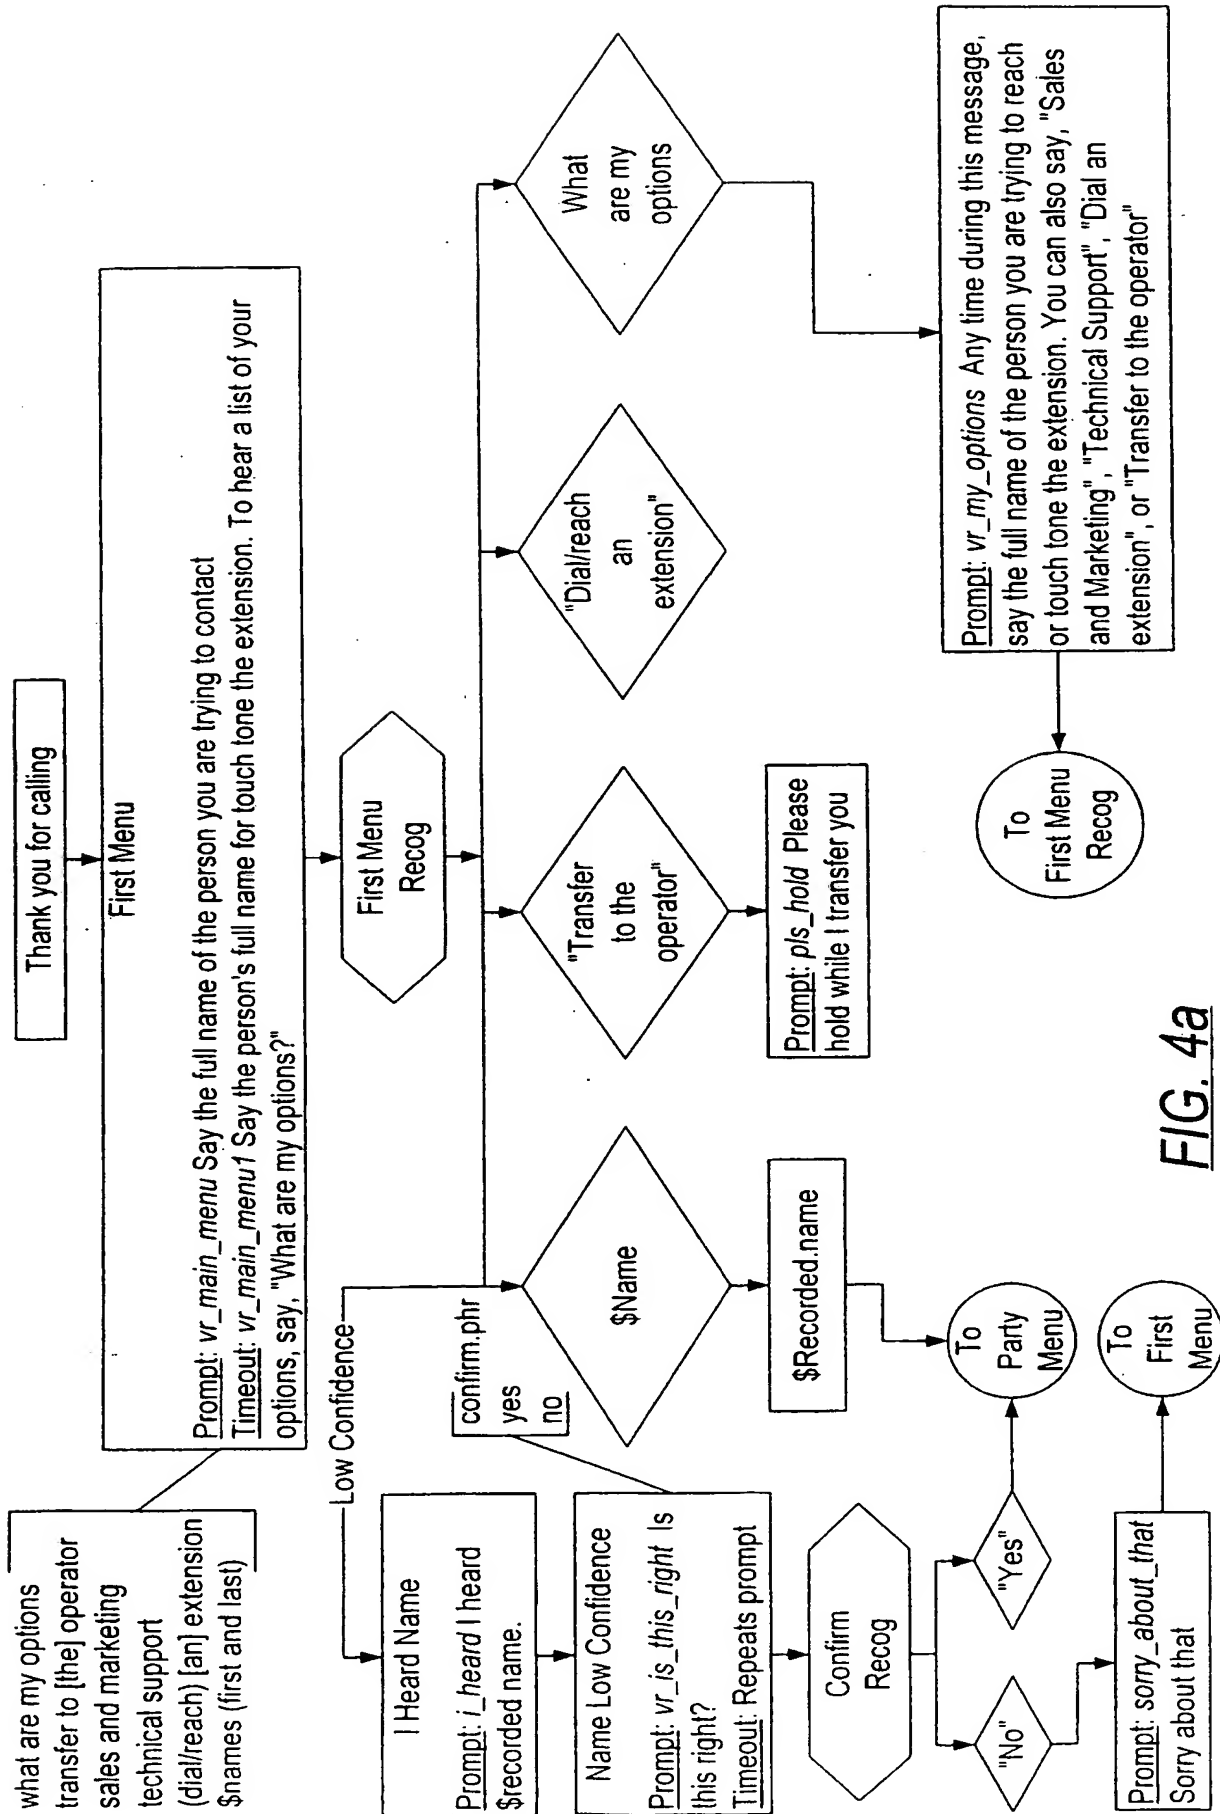 Thank you for calling
what are my options
transfer to [the] operator
sales and marketing
technical support
(dial/reach) [an] extension
$names (first and last)
First Menu
Prompt: vr_main_menu Say the full name of the person you are trying to contact
Timeout: vr_main_menu1 Say the person's full name for touch tone the extension. To hear a list of your
options, say, "What are my options?"
First Menu
Recog
Low Confidence
I Heard Name
Prompt: i_heard I heard
$recorded name.
confirm.phr
yes
no
Name Low Confidence
Prompt: vr_is_this_right Is
this right?
Timeout: Repeats prompt
Confirm
Recog
"No"
"Yes"
Prompt: sorry_about_that
Sorry about that
To
First
Menu
$Name
$Recorded.name
To
Party
Menu
"Transfer
to the
operator"
Prompt: pls_hold Please
hold while I transfer you
"Dial/reach
an
extension"
What
are my
options
Prompt: vr_my_options Any time during this message,
say the full name of the person you are trying to reach
or touch tone the extension. You can also say, "Sales
and Marketing", "Technical Support", "Dial an
extension", or "Transfer to the operator"
To
First Menu
Recog
FIG. 4a